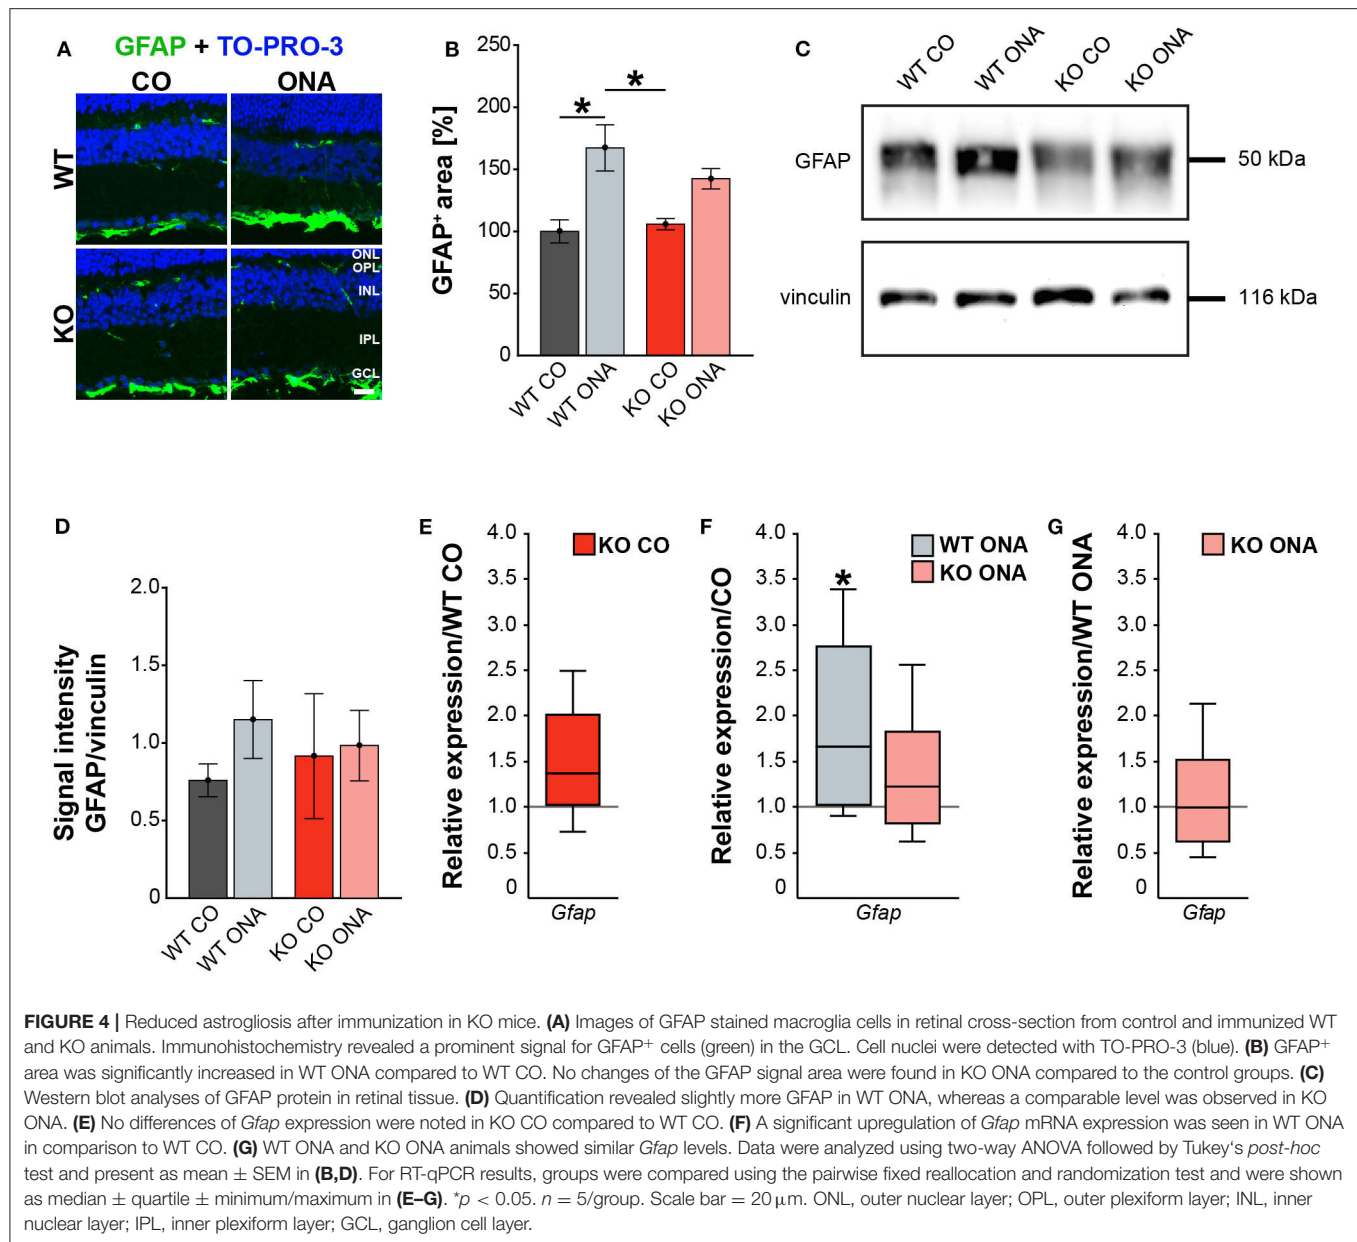 A
GFAP + TO-PRO-3
CO ONA
WT
KO
ONL
OPL
INL
IPL
GCL
B
GFAP+ area [%]
250
200
150
100
50
0
* *
WT CO
WT ONA
KO CO
KO ONA
C
WT CO
WT ONA
KO CO
KO ONA
GFAP
50 kDa
vinculin
116 kDa
D
Signal intensity
GFAP/vinculin
2.0
1.5
1.0
0.5
0
WT CO
WT ONA
KO CO
KO ONA
E
Relative expression/WT CO
4.0
3.5
3.0
2.5
2.0
1.5
1.0
0.5
0
KO CO
Gfap
F
Relative expression/CO
4.0
3.5
3.0
2.5
2.0
1.5
1.0
0.5
0
WT ONA
KO ONA
*
Gfap
G
Relative expression/WT ONA
4.0
3.5
3.0
2.5
2.0
1.5
1.0
0.5
0
KO ONA
Gfap
FIGURE 4 | Reduced astrogliosis after immunization in KO mice. (A) Images of GFAP stained macroglia cells in retinal cross-section from control and immunized WT
and KO animals. Immunohistochemistry revealed a prominent signal for GFAP+ cells (green) in the GCL. Cell nuclei were detected with TO-PRO-3 (blue). (B) GFAP+
area was significantly increased in WT ONA compared to WT CO. No changes of the GFAP signal area were found in KO ONA compared to the control groups. (C)
Western blot analyses of GFAP protein in retinal tissue. (D) Quantification revealed slightly more GFAP in WT ONA, whereas a comparable level was observed in KO
ONA. (E) No differences of Gfap expression were noted in KO CO compared to WT CO. (F) A significant upregulation of Gfap mRNA expression was seen in WT ONA
in comparison to WT CO. (G) WT ONA and KO ONA animals showed similar Gfap levels. Data were analyzed using two-way ANOVA followed by Tukey‘s post-hoc
test and present as mean ± SEM in (B,D). For RT-qPCR results, groups were compared using the pairwise fixed reallocation and randomization test and were shown
as median ± quartile ± minimum/maximum in (E–G). *p < 0.05. n = 5/group. Scale bar = 20 μm. ONL, outer nuclear layer; OPL, outer plexiform layer; INL, inner
nuclear layer; IPL, inner plexiform layer; GCL, ganglion cell layer.